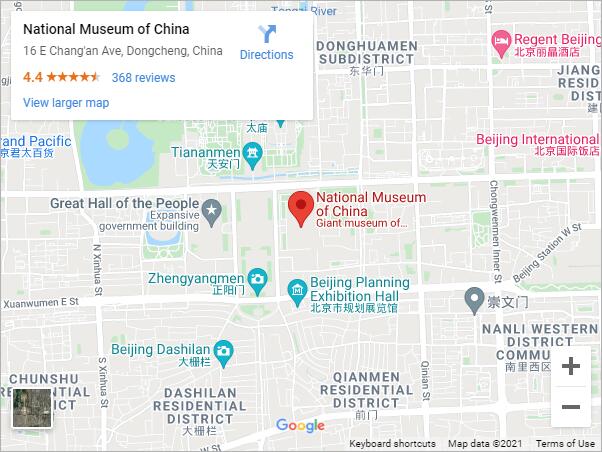 National Museum of China
16 E Chang'an Ave, Dongcheng, China
4.4
368 reviews
View larger map
Directions
Tongzi River
DONGHUAMEN
SUBDISTRICT
东华门
Regent Beijing
北京丽晶酒店
JIANG
RESID
DISTR
建
rand Pacific
京君太百货
太庙
Tiananmen
天安门
Beijing International
北京国际饭店
Great Hall of the People
Expansive
government building
National Museum
of China
Giant museum of...
Chongwenmen Inner St
Beijing Station W St
N Xinhua St
Zhengyangmen
正阳门
Beijing Planning
Exhibition Hall
北京市规划展览馆
崇文门
Xuanwumen E St
NANLI WESTERN
DISTRICT
COMMU
南里西区
Beijing Dashilan
大栅栏
S Xinhua St
Qinian St
CHUNSHU
RESIDENTIAL
DISTRICT
DASHILAN
RESIDENTIAL
DISTRICT
大栅栏
QIANMEN
RESIDENTIAL
DISTRICT
前门
Google
Keyboard shortcuts
Map data ©2021
Terms of Use